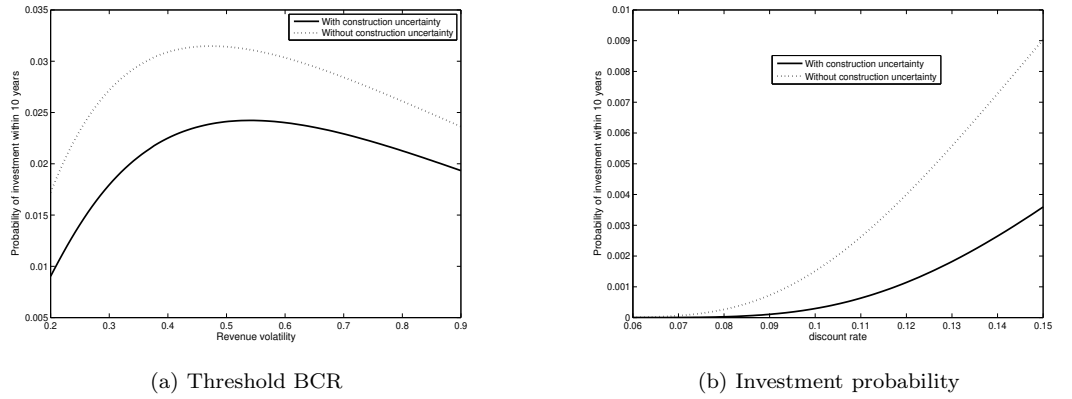 0.035
0.03
0.025
0.02
0.015
0.01
0.005
Probability of investment within 10 years
With construction uncertainty
Without construction uncertainty
0.2 0.3 0.4 0.5 0.6 0.7 0.8 0.9
Revenue volatility
(a) Threshold BCR
0.01
0.009
0.008
0.007
0.006
0.005
0.004
0.003
0.002
0.001
0
Probability of investment within 10 years
With construction uncertainty
Without construction uncertainty
0.06 0.07 0.08 0.09 0.1 0.11 0.12 0.13 0.14 0.15
discount rate
(b) Investment probability